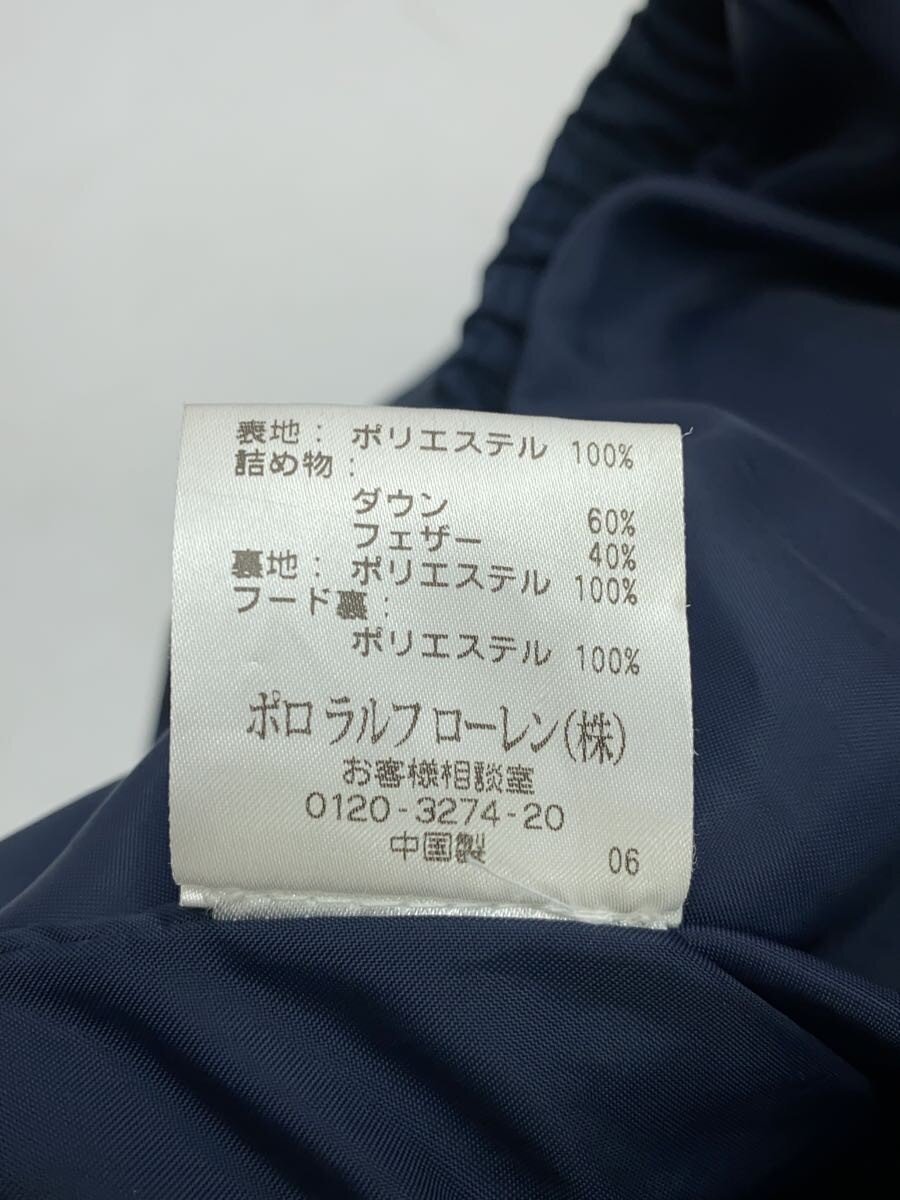 表地： ポリエステル 100%
詰め物：
ダウン 60%
フェザー 40%
裏地： ポリエステル 100%
フード裏：
ポリエステル 100%
ポロ ラルフ ローレン(株)
お客様相談室
0120-3274-20
中国製 06